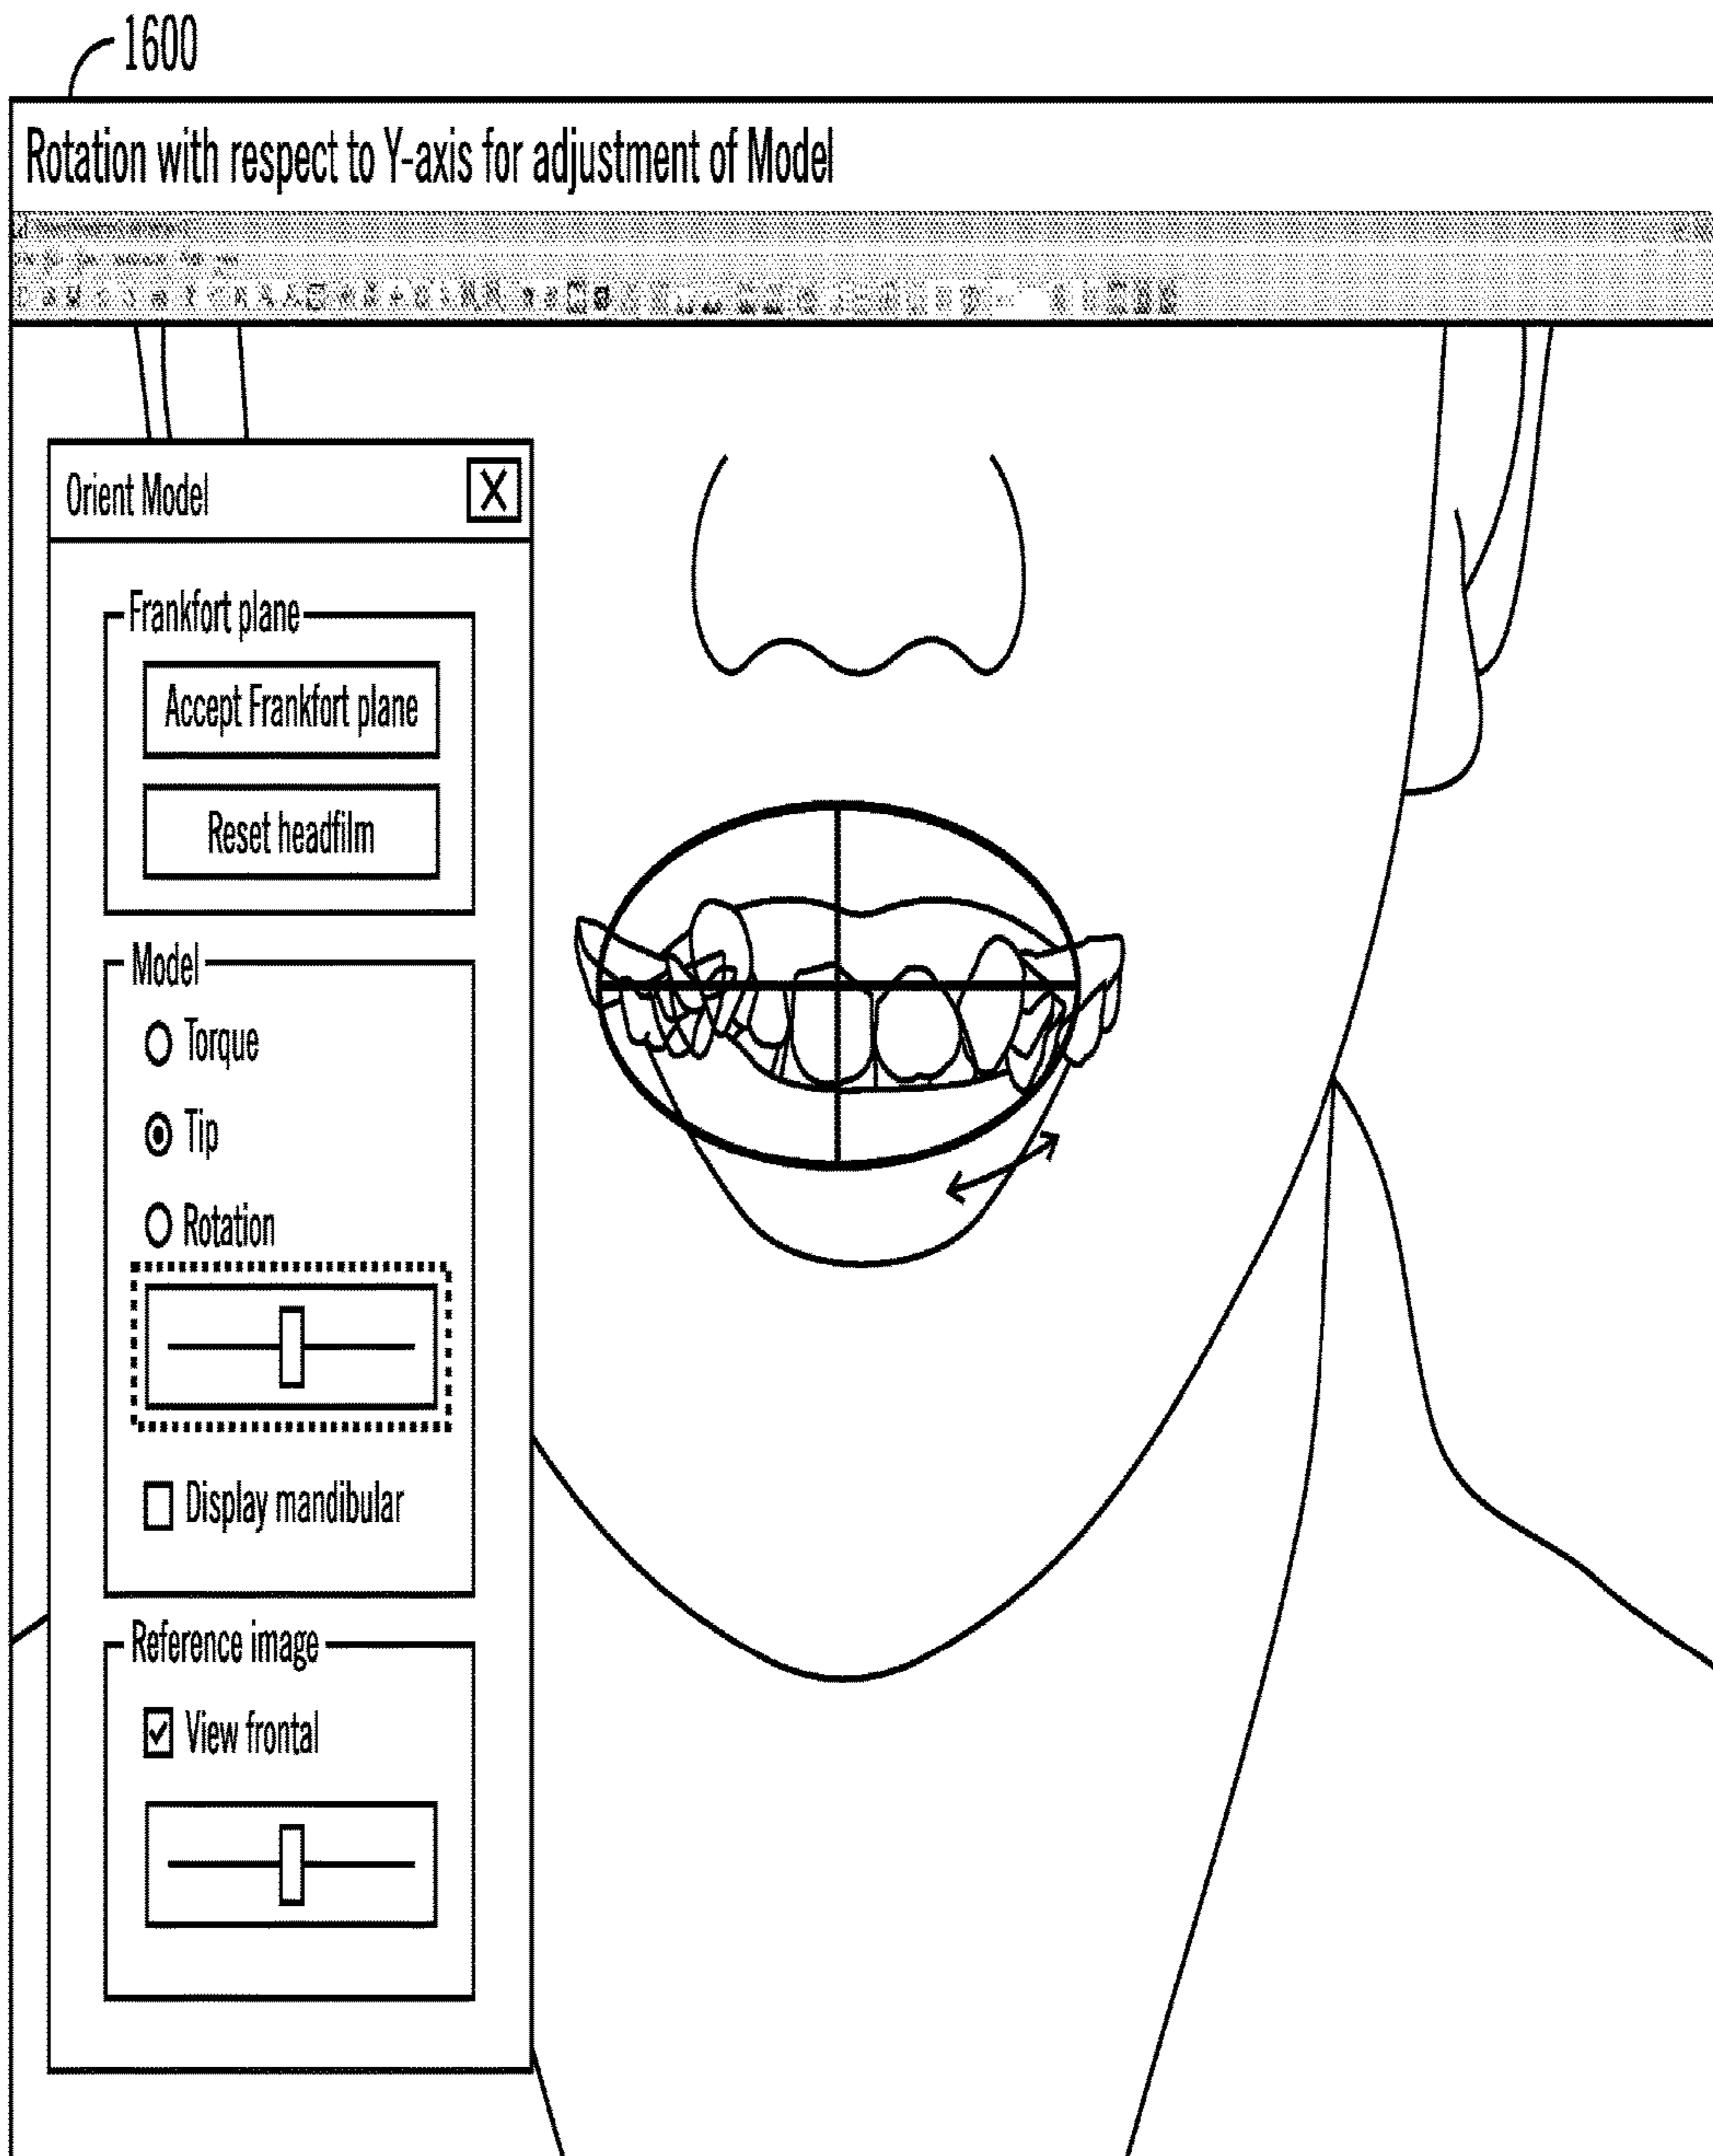 1600
Rotation with respect to Y-axis for adjustment of Model
Orient Model
X
Frankfort plane
Accept Frankfort plane
Reset headfilm
Model
Torque
Tip
Rotation
Display mandibular
Reference image
View frontal